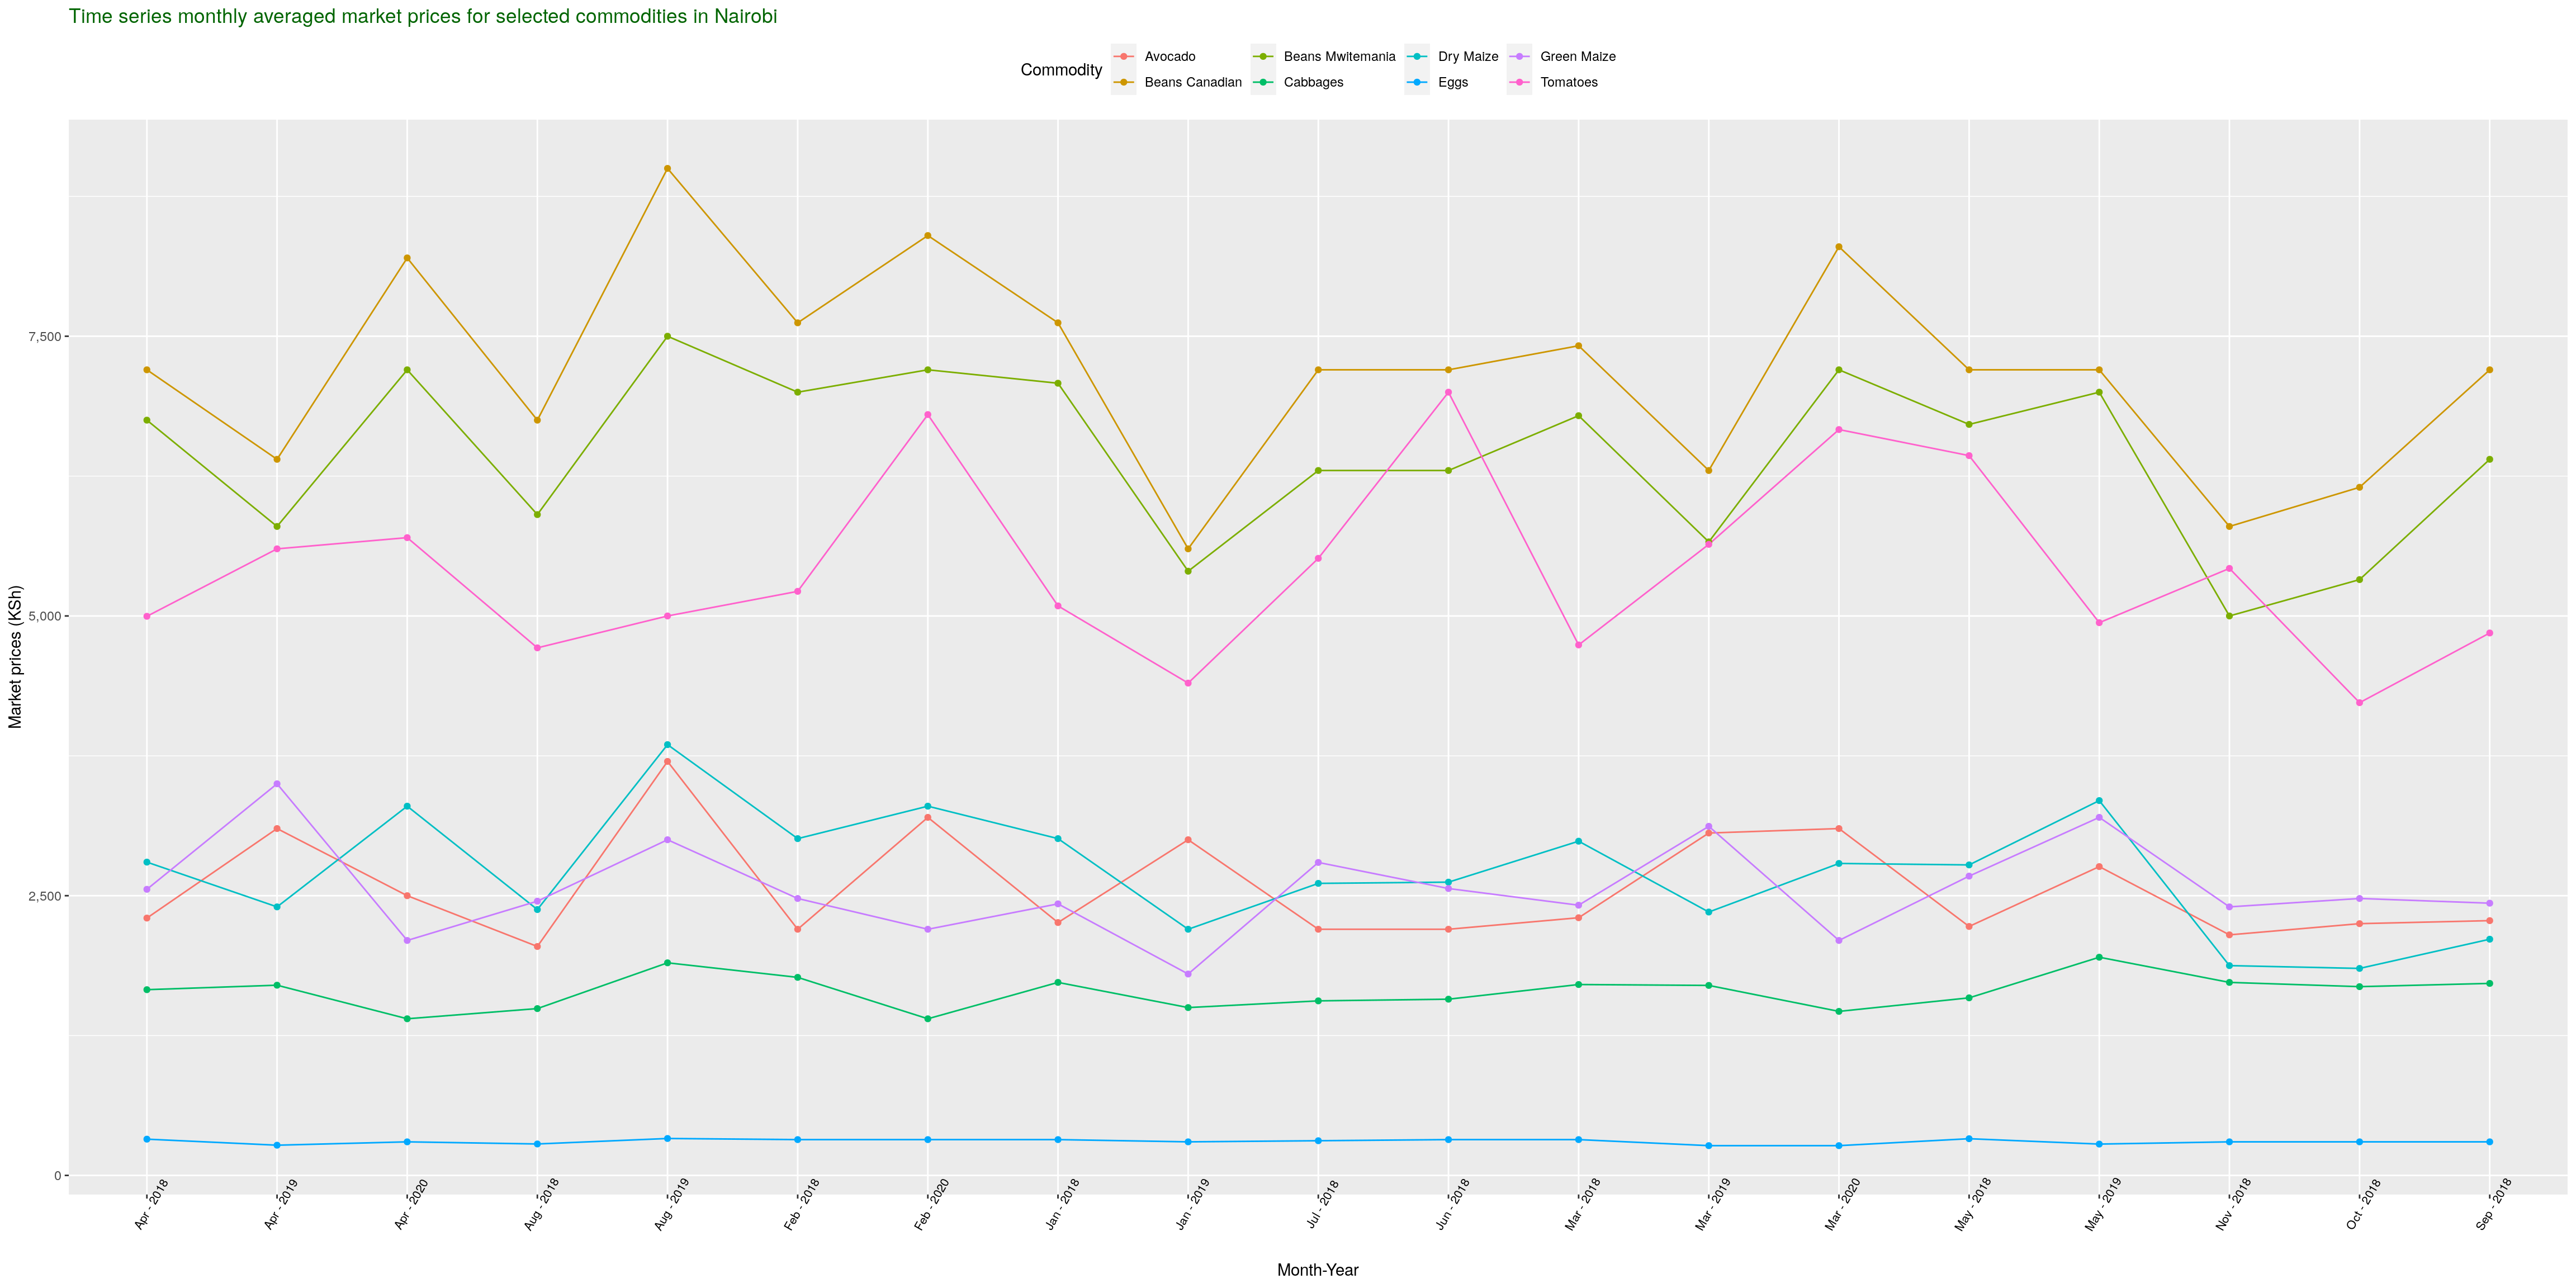 Time series monthly averaged market prices for selected commodities in Nairobi
Commodity
Avocado
Beans Mwitemania
Dry Maize
Green Maize
Beans Canadian
Cabbages
Eggs
Tomatoes
Market prices (KSh)
7,500
5,000
2,500
0
Apr - 2018
Apr - 2019
Apr - 2020
Aug - 2018
Aug - 2019
Feb - 2018
Feb - 2020
Jan - 2018
Jan - 2019
Jul - 2018
Jun - 2018
Mar - 2018
Mar - 2019
Mar - 2020
May - 2018
May - 2019
Nov - 2018
Oct - 2018
Sep - 2018
Month-Year